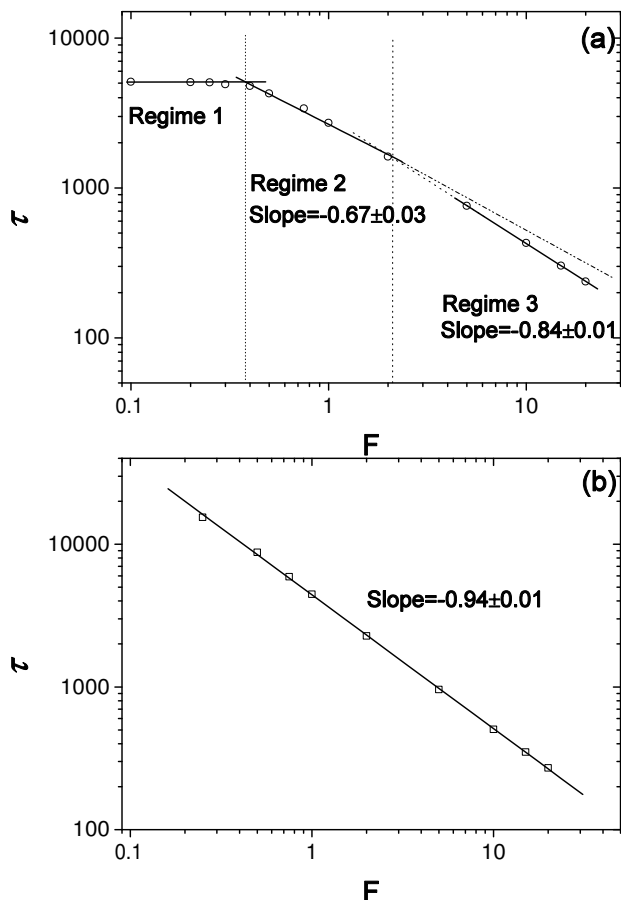 (a)
10000
Regime 1
1000
Regime 2
Slope=-0.67±0.03
τ
Regime 3
100
Slope=-0.84±0.01
0.1 1 10
F
(b)
10000
Slope=-0.94±0.01
τ
1000
100
0.1 1 10
F